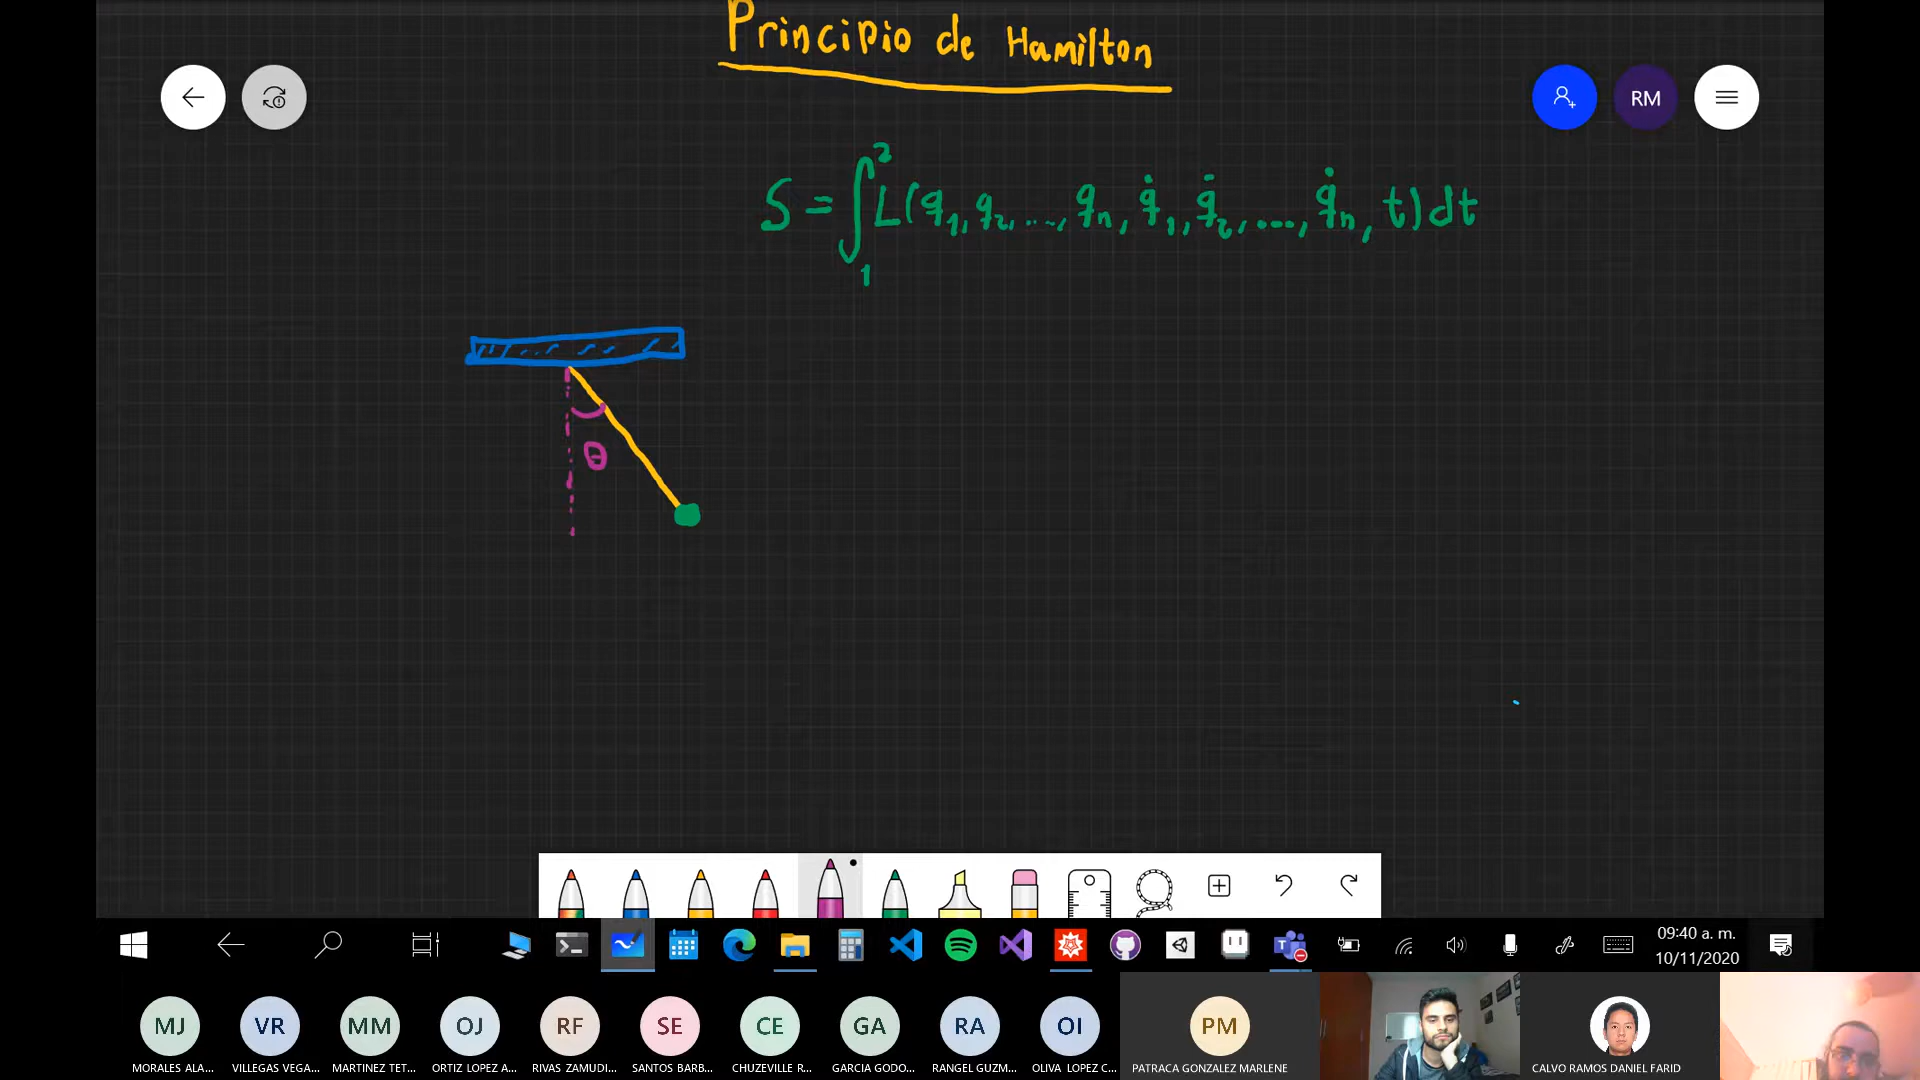 Principio de Hamilton
RM
S = ∫₁² L(q₁, q₂, ..., qₙ, q̇₁, q̇₂, ..., q̇ₙ, t) dt
θ
09:40 a. m.
10/11/2020
MJ VR MM OJ RF SE CE GA RA OI PM
MORALES ALA... VILLEGAS VEGA... MARTINEZ TET... ORTIZ LOPEZ A... RIVAS ZAMUDI... SANTOS BARB... CHUZEVILLE R... GARCIA GODO... RANGEL GUZM... OLIVA LOPEZ C... PATRACA GONZALEZ MARLENE CALVO RAMOS DANIEL FARID